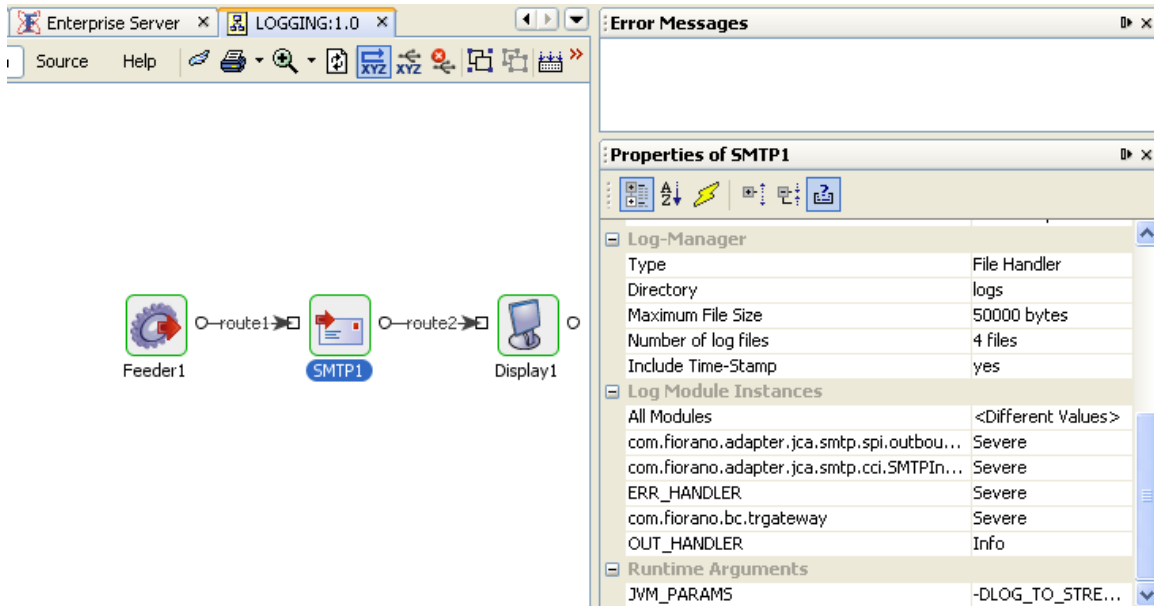 Enterprise Server
LOGGING:1.0
Source Help
XYZ XYZ
route1
route2
Feeder1
SMTP1
Display1
Error Messages
Properties of SMTP1
Log-Manager
Type File Handler
Directory logs
Maximum File Size 50000 bytes
Number of log files 4 files
Include Time-Stamp yes
Log Module Instances
All Modules <Different Values>
com.fiorano.adapter.jca.smtp.spi.outbou... Severe
com.fiorano.adapter.jca.smtp.cci.SMTPIn... Severe
ERR_HANDLER Severe
com.fiorano.bc.trgateway Severe
OUT_HANDLER Info
Runtime Arguments
JVM_PARAMS -DLOG_TO_STRE...